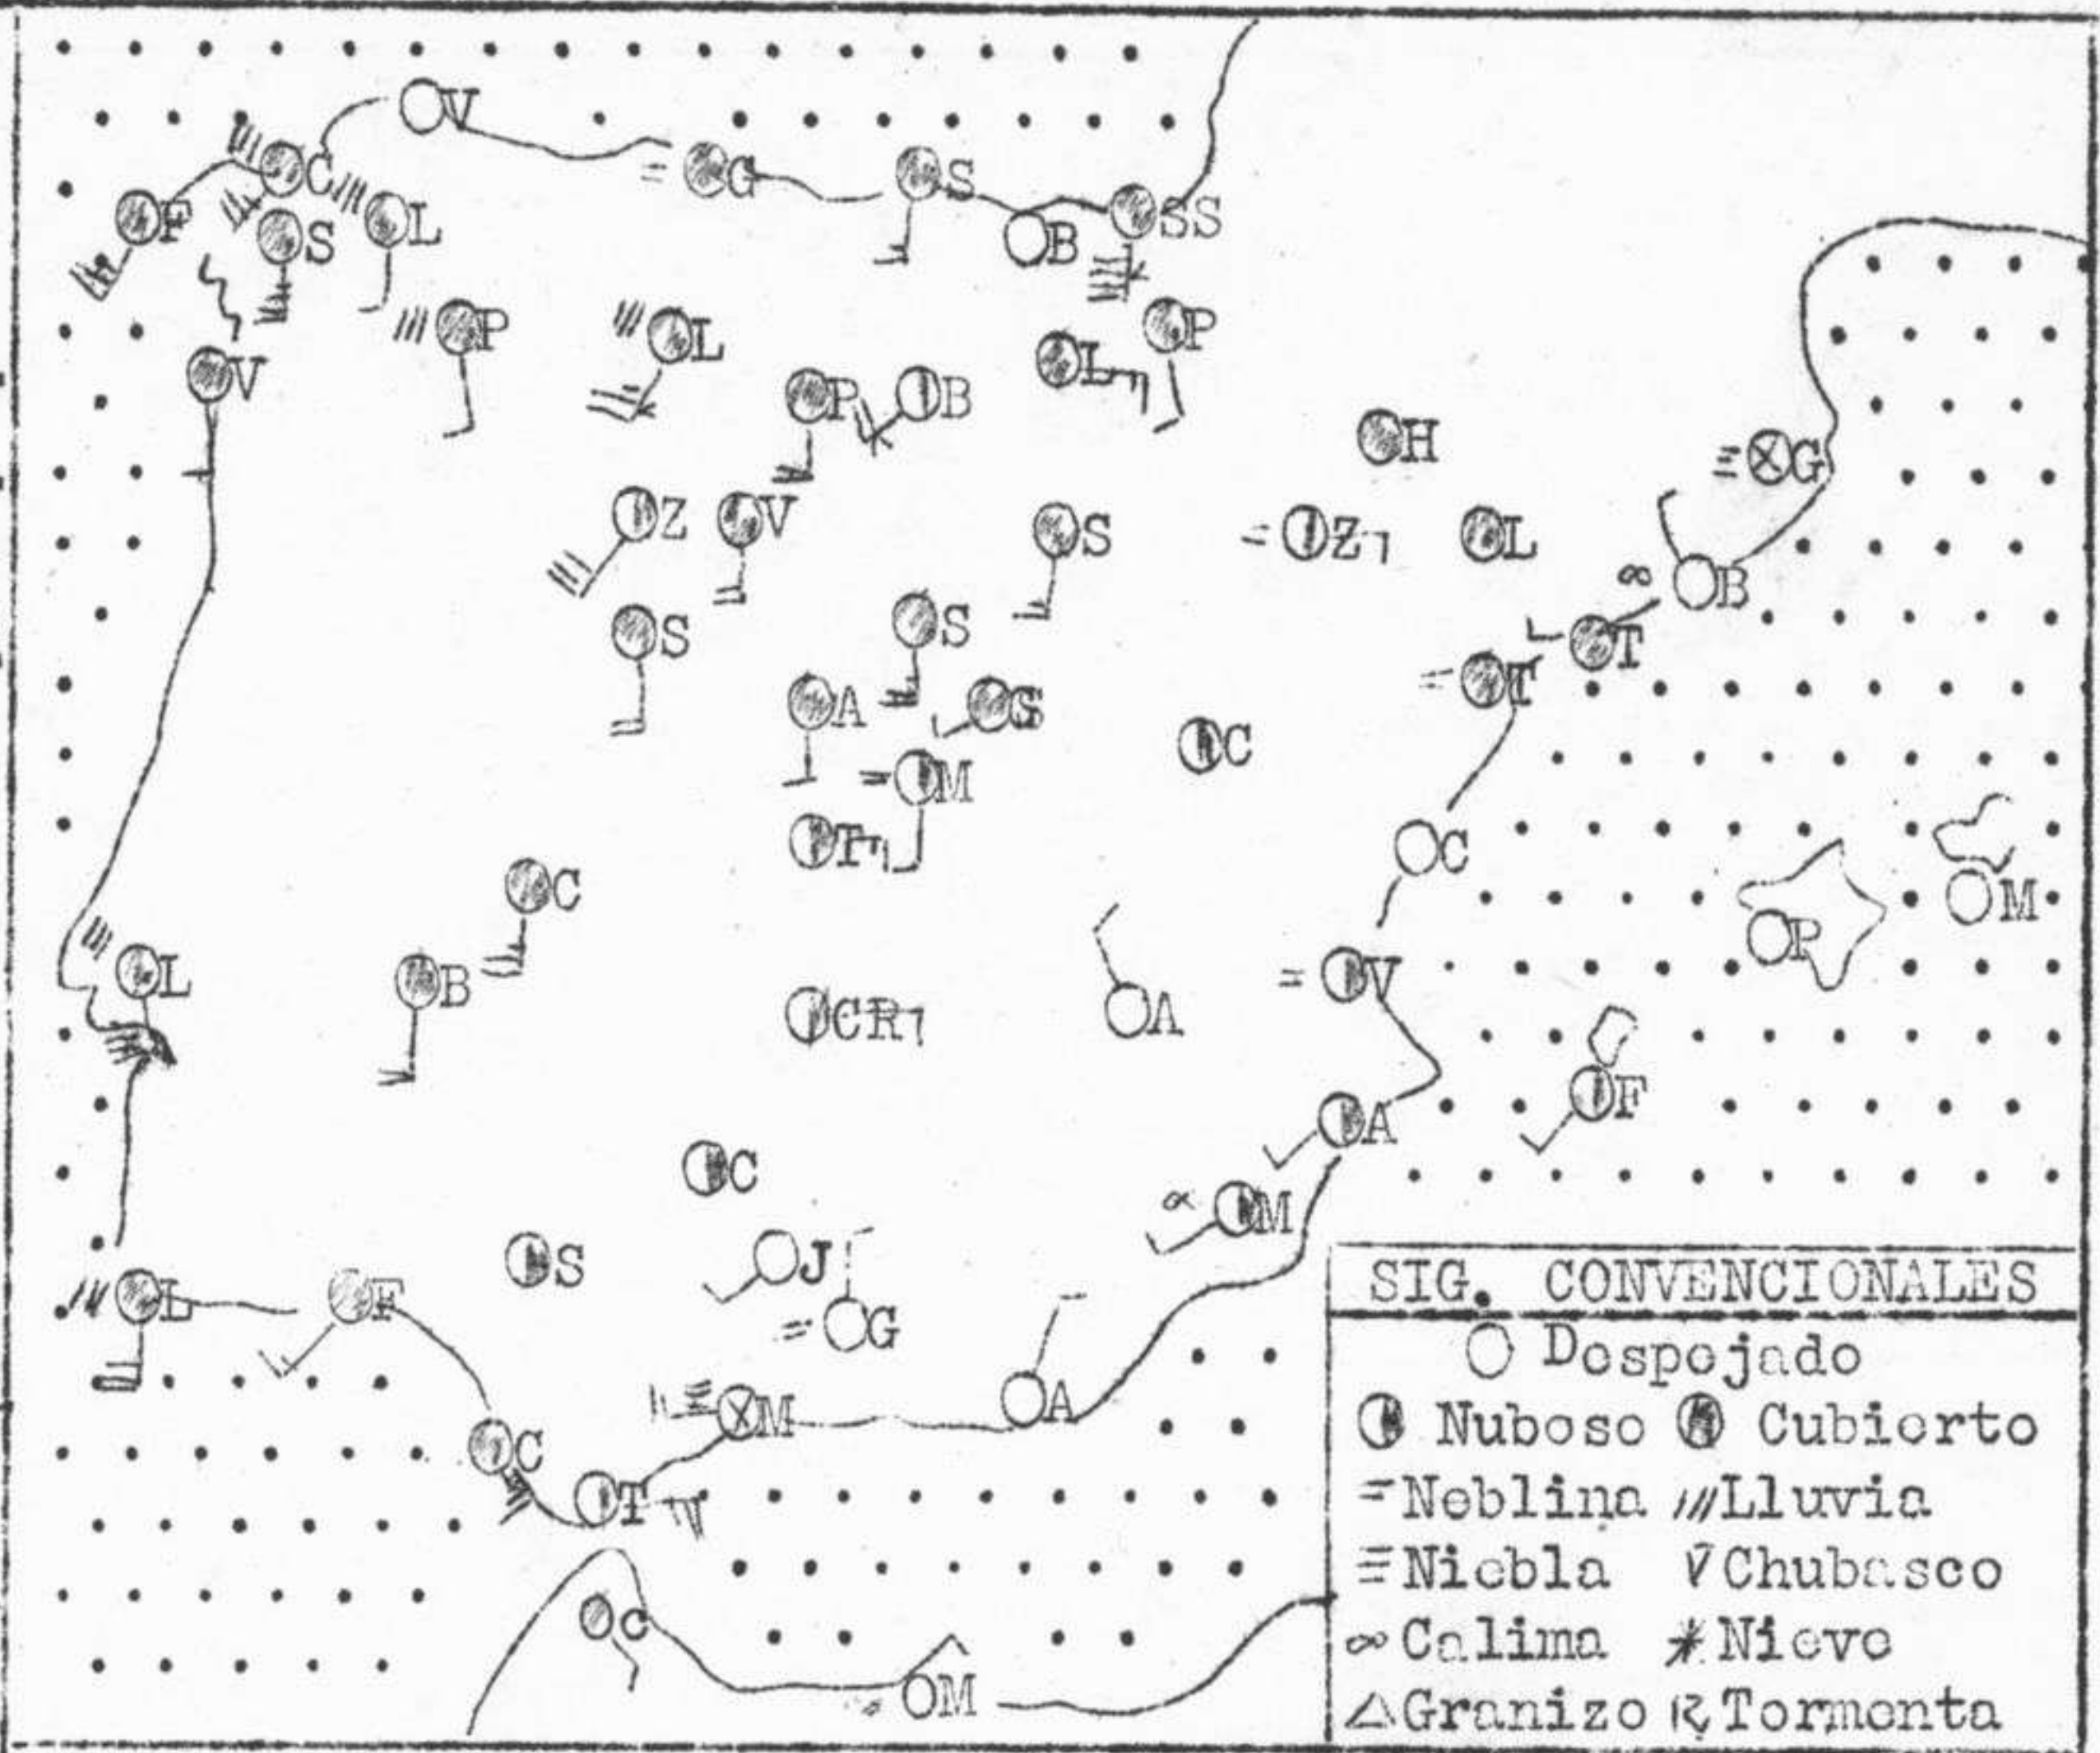 V
C
G
S
F
L
SS
S
B
P
L
P
L
V
P
B
H
G
Z
V
S
Z
L
B
S
S
T
T
A
G
C
M
T
C
C
M
P
L
B
V
CR
A
F
A
C
M
S
J
L
F
G
A
M
C
T
C
M
SIG. CONVENCIONALES
Despejado
Nuboso Cubierto
Neblina Lluvia
Niebla Chubasco
Calima Nieve
Granizo Tormenta